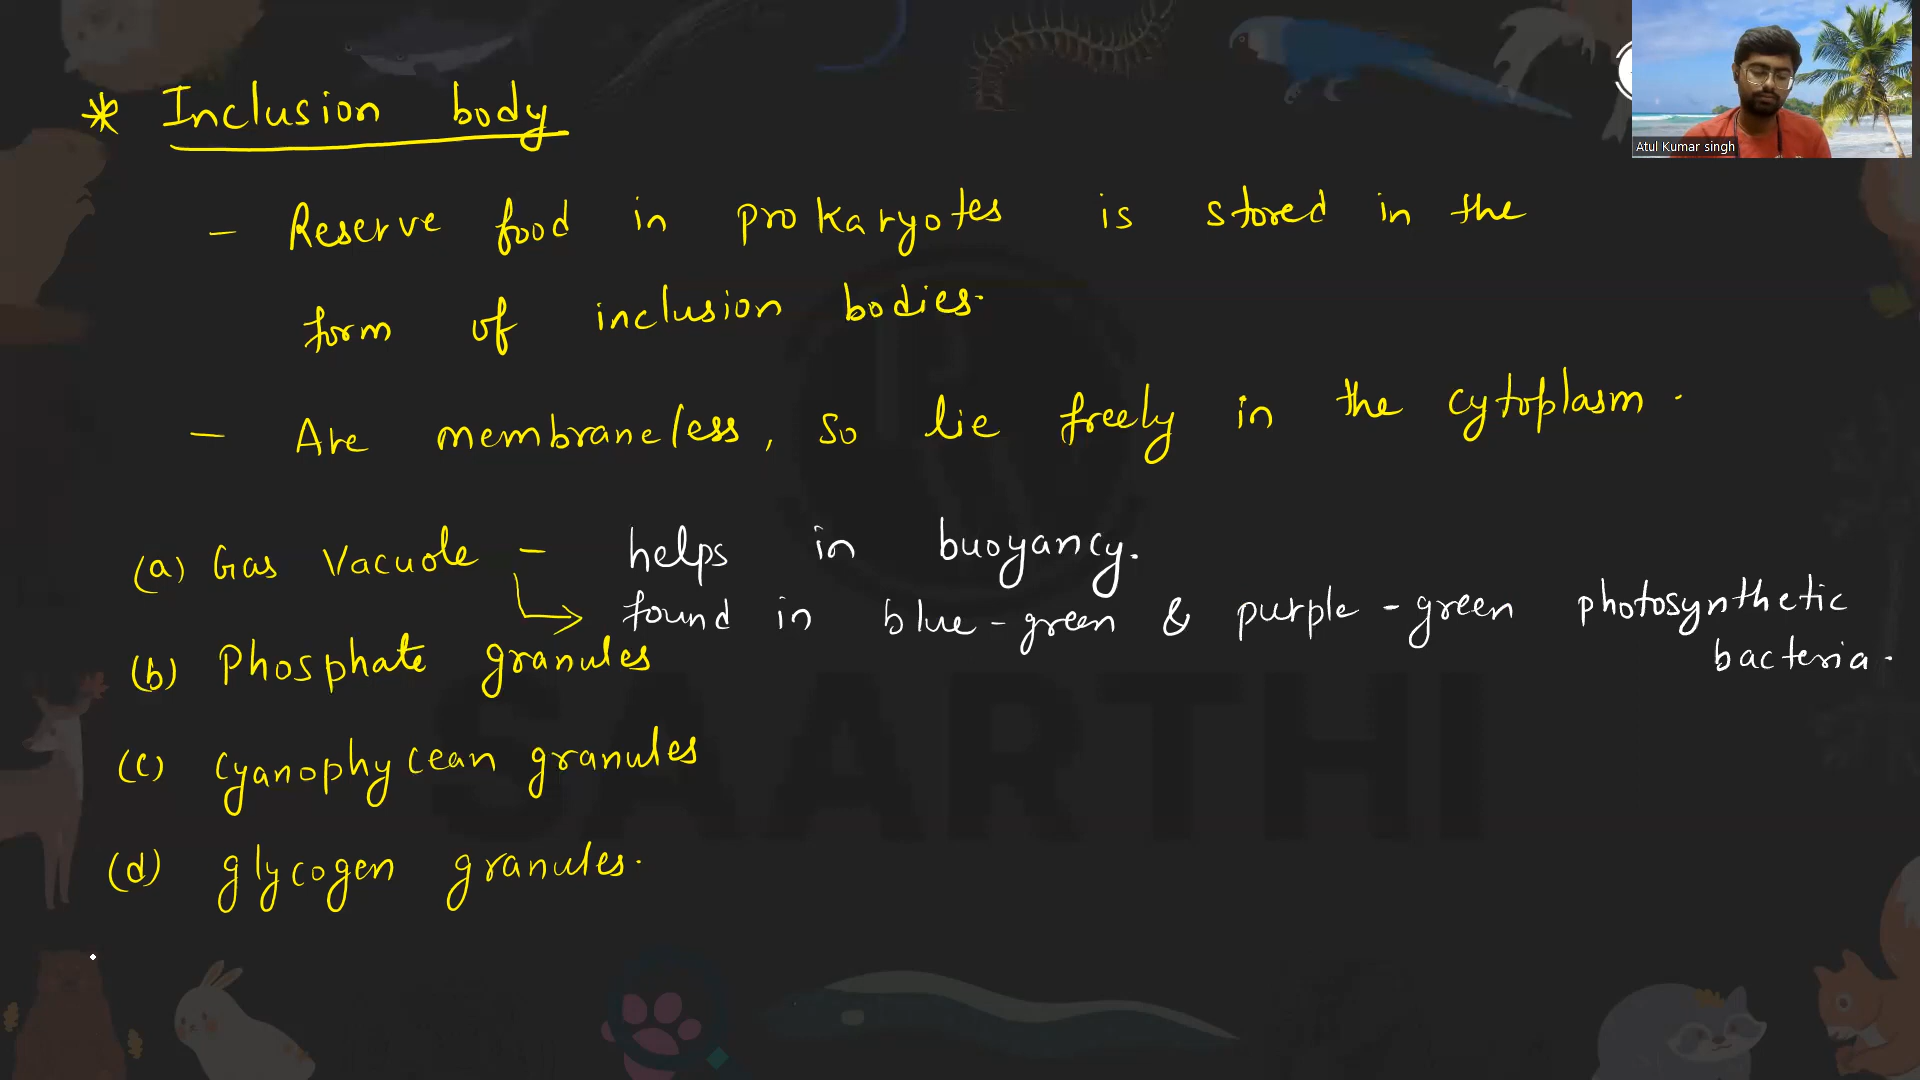 * Inclusion body
Atul Kumar singh
- Reserve food in prokaryotes is stored in the
form of inclusion bodies.
- Are membraneless, so lie freely in the cytoplasm.
(a) Gas Vacuole - helps in buoyancy.
found in blue-green & purple-green photosynthetic
bacteria.
(b) Phosphate granules
(c) Cyanophycean granules
(d) glycogen granules.
SAARTHI